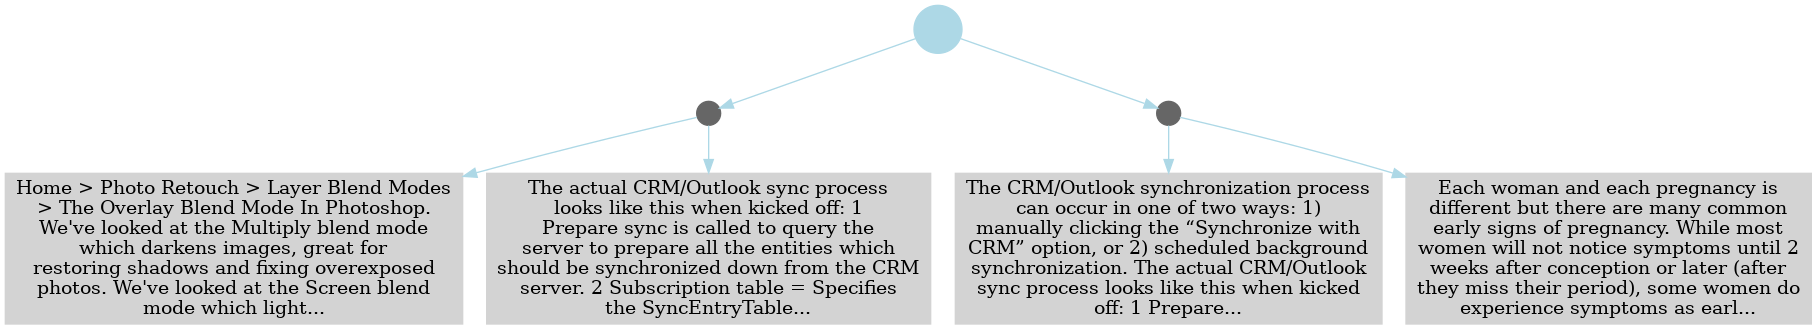 Home > Photo Retouch > Layer Blend Modes
> The Overlay Blend Mode In Photoshop.
We've looked at the Multiply blend mode
which darkens images, great for
restoring shadows and fixing overexposed
photos. We've looked at the Screen blend
mode which light...
The actual CRM/Outlook sync process
looks like this when kicked off: 1
Prepare sync is called to query the
server to prepare all the entities which
should be synchronized down from the CRM
server. 2 Subscription table = Specifies
the SyncEntryTable...
The CRM/Outlook synchronization process
can occur in one of two ways: 1)
manually clicking the “Synchronize with
CRM” option, or 2) scheduled background
synchronization. The actual CRM/Outlook
sync process looks like this when kicked
off: 1 Prepare...
Each woman and each pregnancy is
different but there are many common
early signs of pregnancy. While most
women will not notice symptoms until 2
weeks after conception or later (after
they miss their period), some women do
experience symptoms as earl...